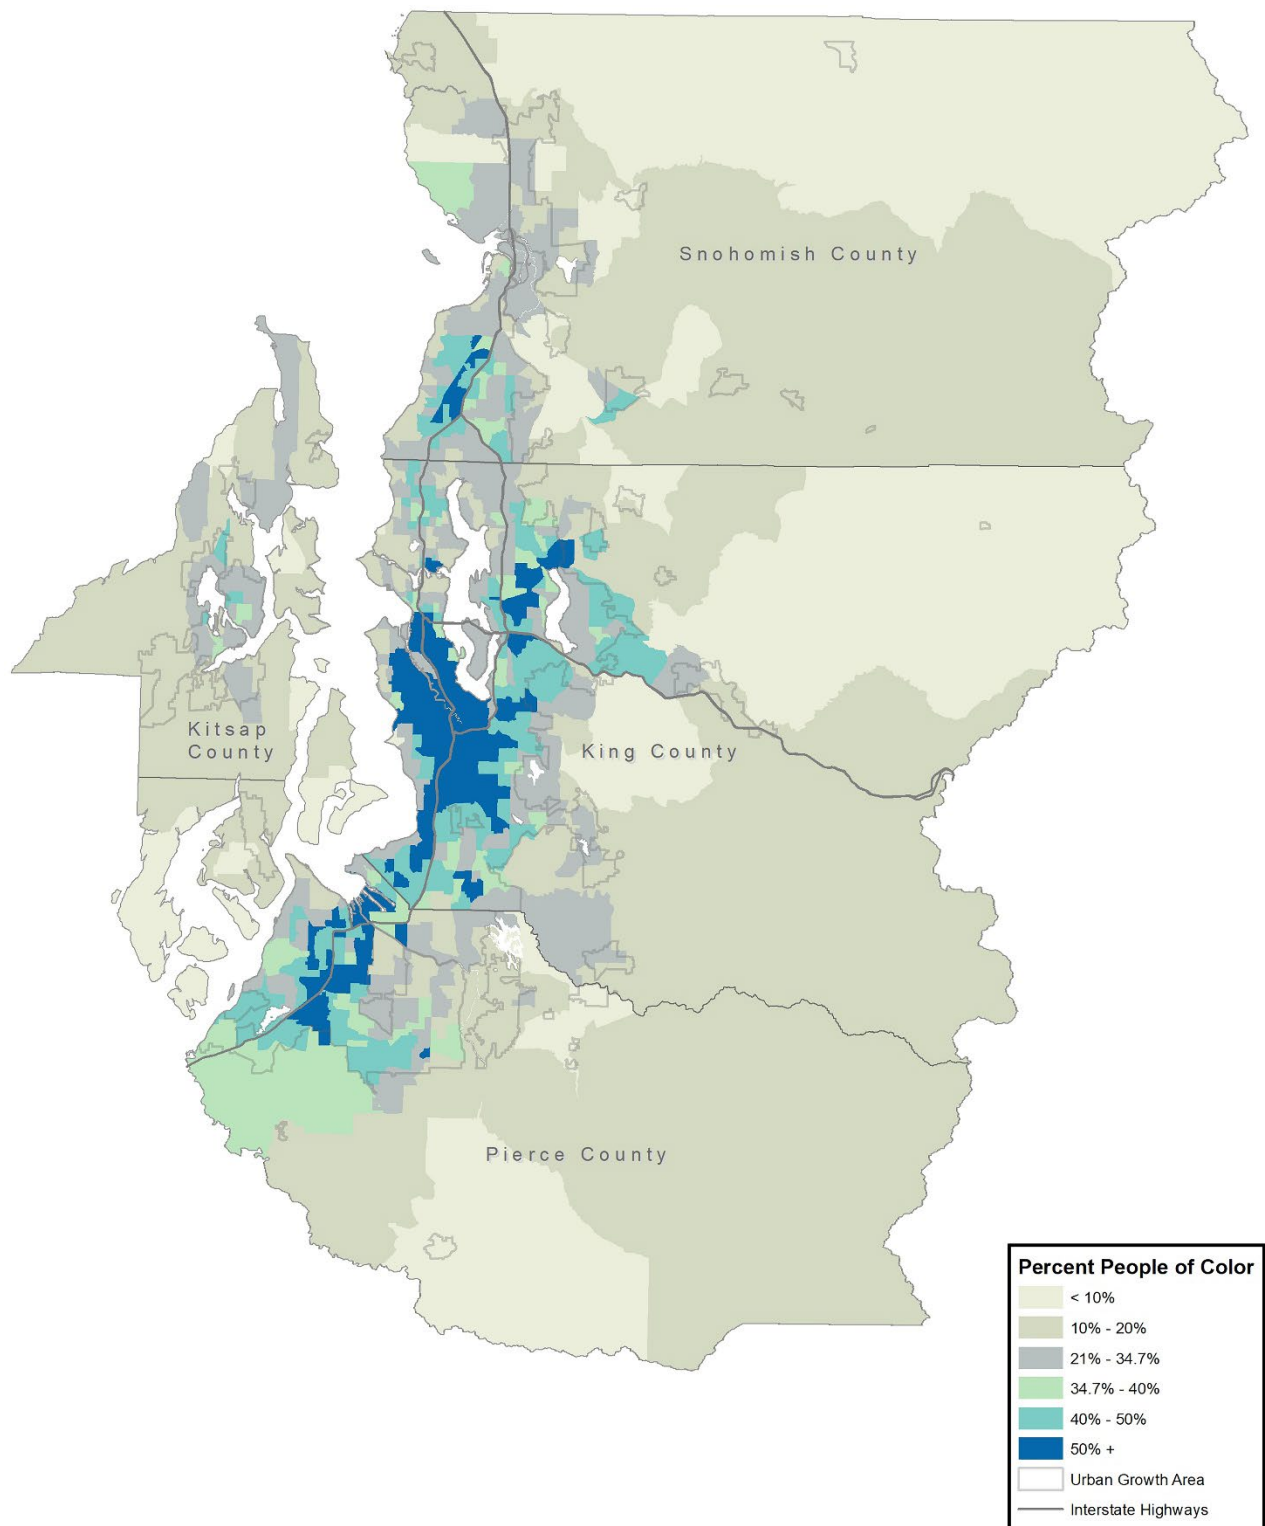 Snohomish County
Kitsap
County
King County
Pierce County
Percent People of Color
< 10%
10% - 20%
21% - 34.7%
34.7% - 40%
40% - 50%
50% +
Urban Growth Area
Interstate Highways